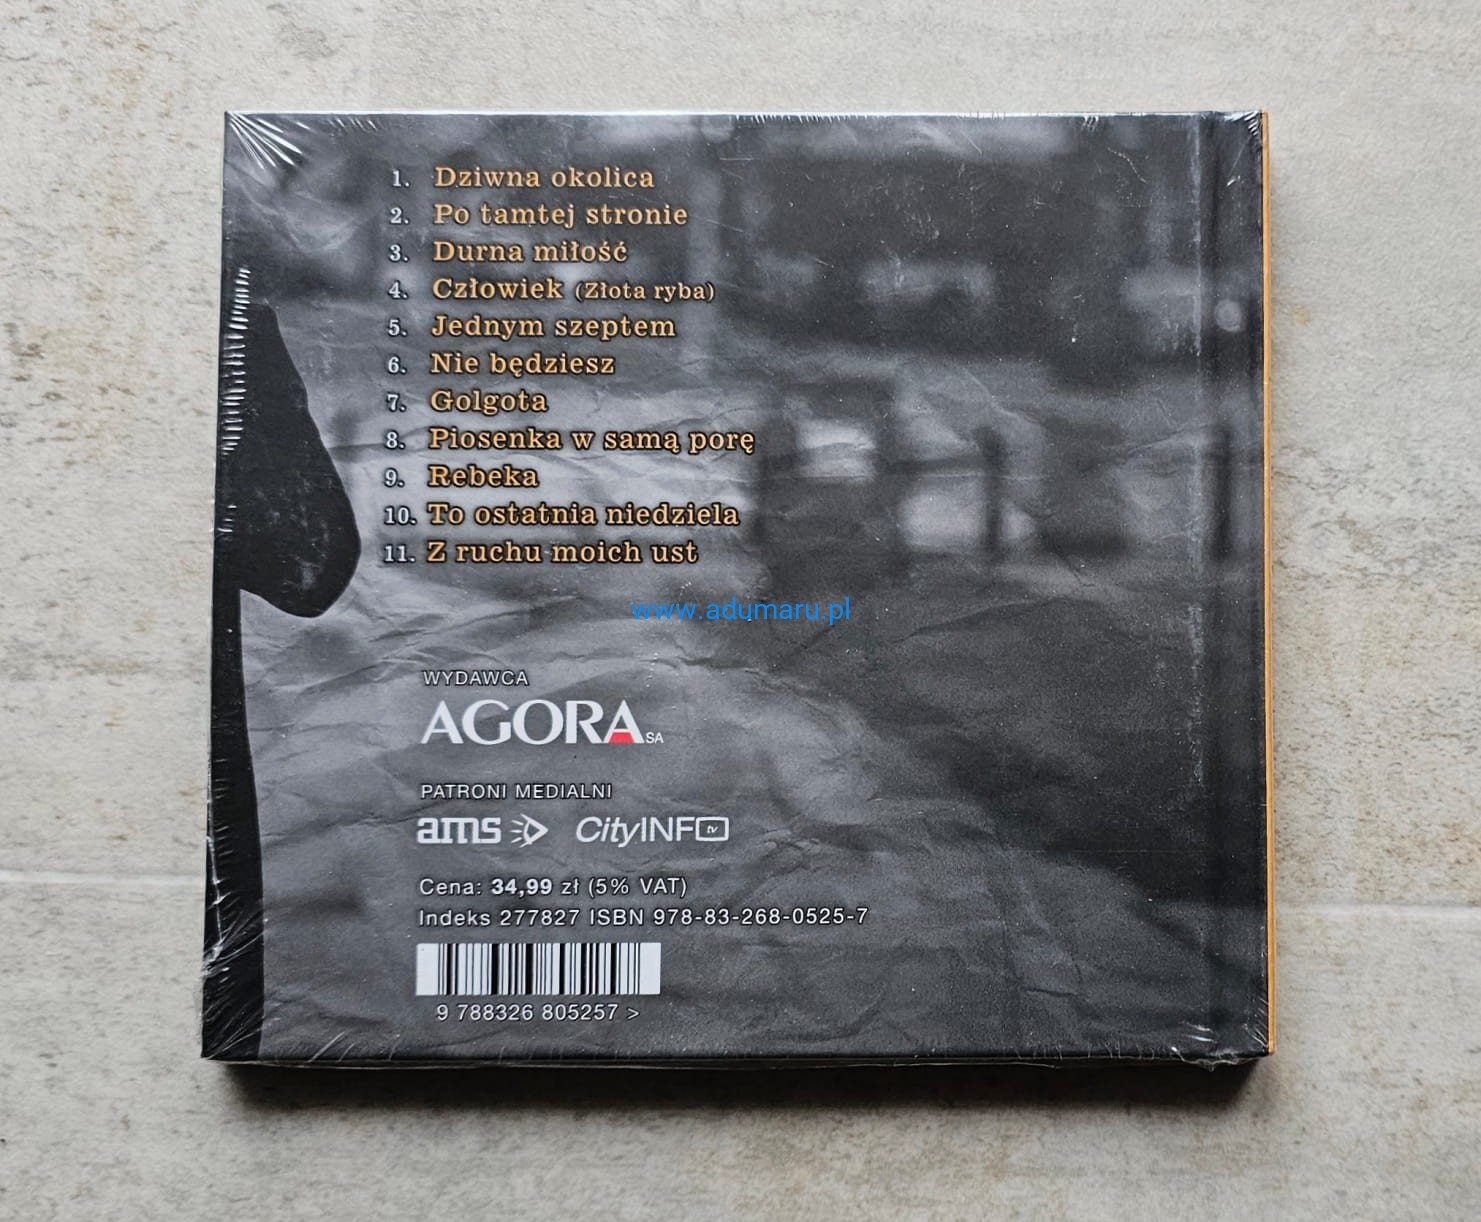 1. Dziwna okolica
2. Po tamtej stronie
3. Durna miłość
4. Człowiek (Złota ryba)
5. Jednym szeptem
6. Nie będziesz
7. Golgota
8. Piosenka w samą porę
9. Rebeka
10. To ostatnia niedziela
11. Z ruchu moich ust
www.adumaru.pl
WYDAWCA
AGORA SA
PATRONI MEDIALNI
ams CityINFO tv
Cena: 34,99 zł (5% VAT)
Indeks 277827 ISBN 978-83-268-0525-7
9 788326 805257 >